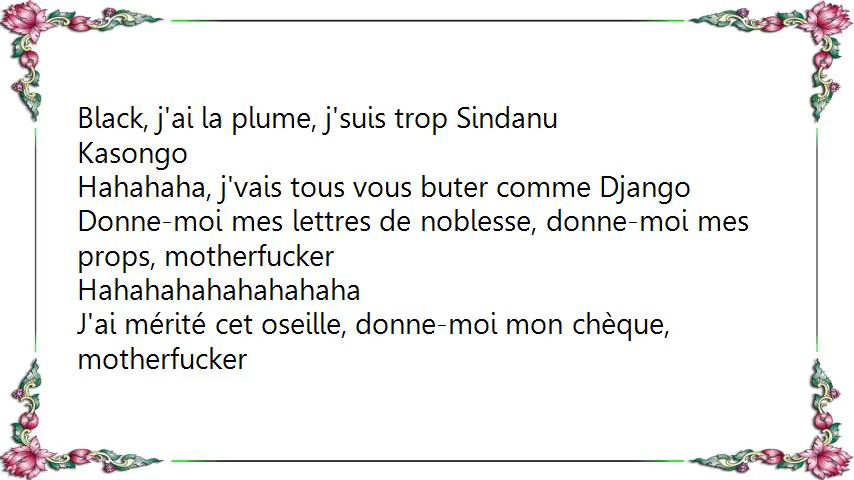 Black, j'ai la plume, j'suis trop Sindanu
Kasongo
Hahahaha, j'vais tous vous buter comme Django
Donne-moi mes lettres de noblesse, donne-moi mes
props, motherfucker
Hahahahahahahahaha
J'ai mérité cet oseille, donne-moi mon chèque,
motherfucker